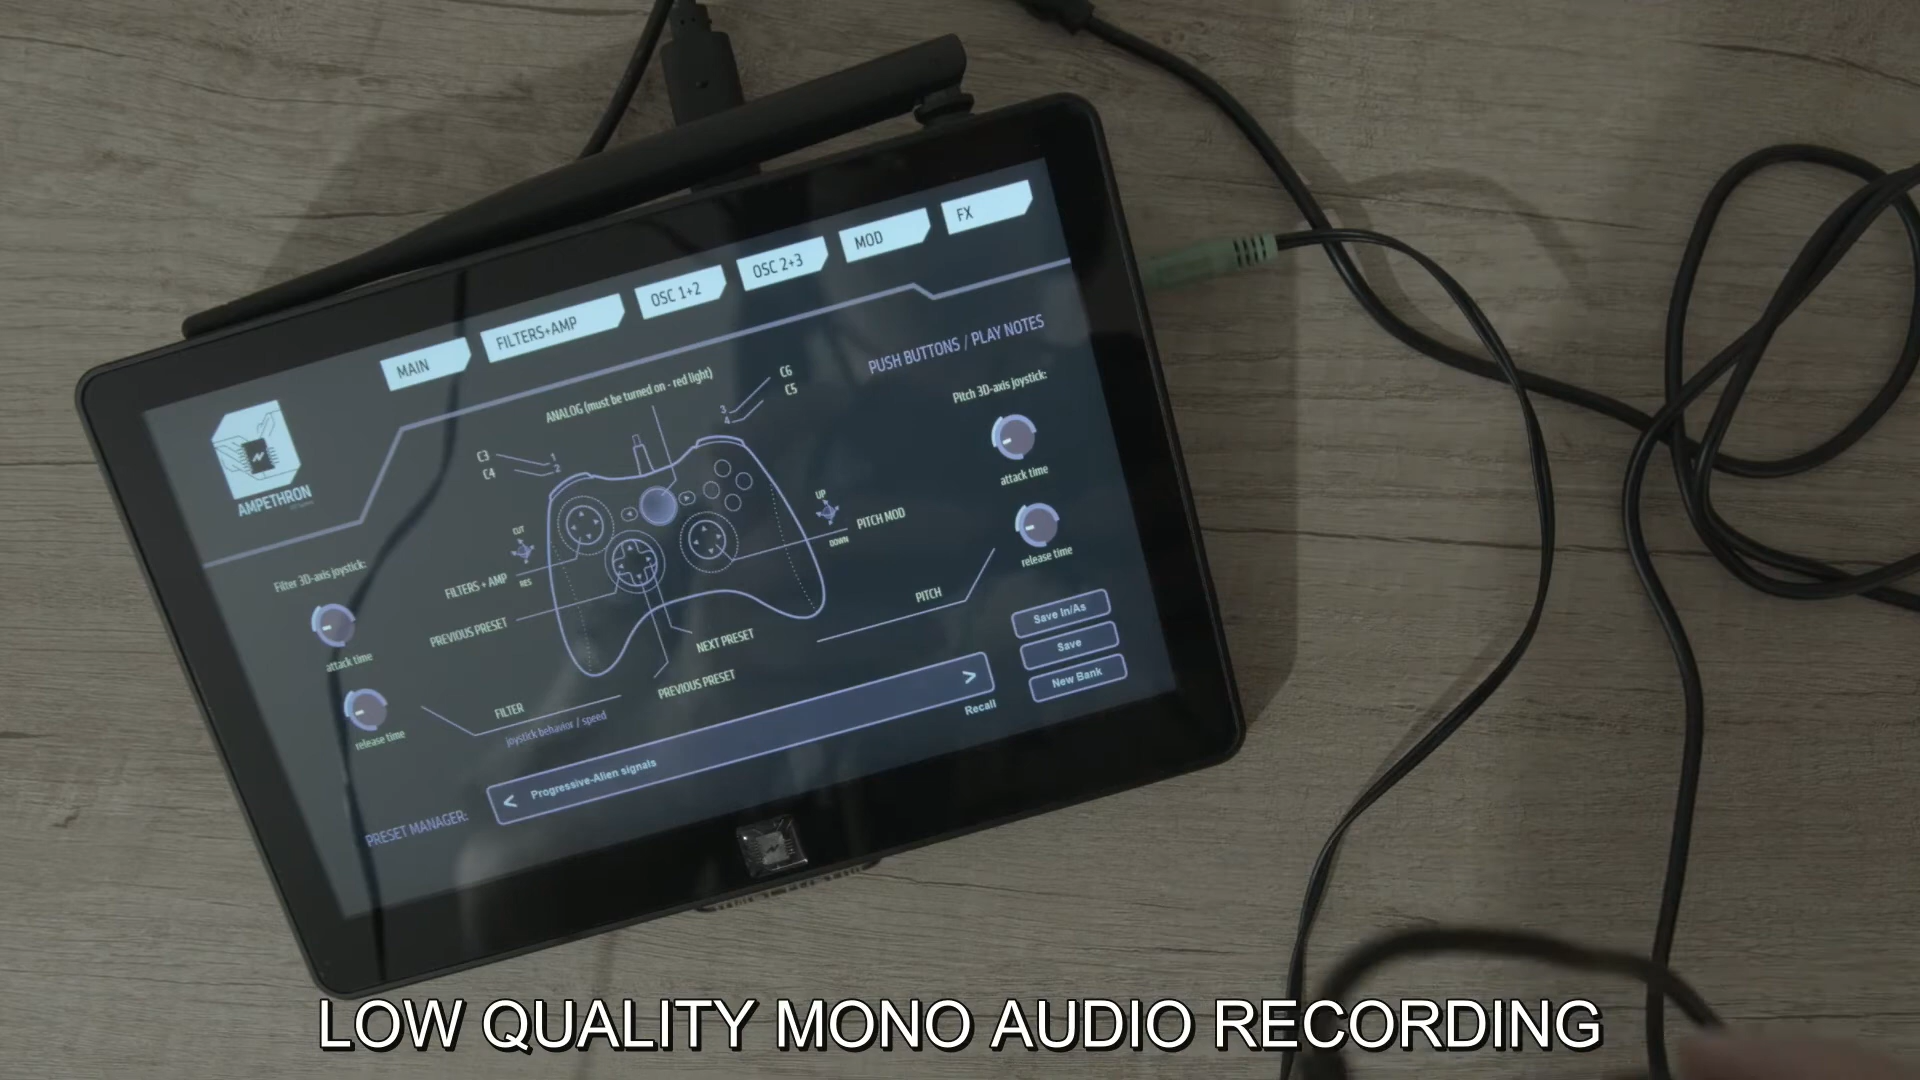 MAIN
FILTERS+AMP
OSC 1+2
OSC 2+3
MOD
FX
AMPETHRON
PUSH BUTTONS / PLAY NOTES
ANALOG (must be turned on - red light)
C6
C5
3
4
C3
C4
1
2
Pitch 3D-axis joystick:
attack time
release time
UP
PITCH MOD
DOWN
CUT
FILTERS + AMP
RES
PREVIOUS PRESET
NEXT PRESET
PREVIOUS PRESET
PITCH
Filter 3D-axis joystick:
attack time
release time
FILTER
joystick behavior / speed
Save In/As
Save
New Bank
PRESET MANAGER:
< Progressive-Alien signals >
Recall
LOW QUALITY MONO AUDIO RECORDING